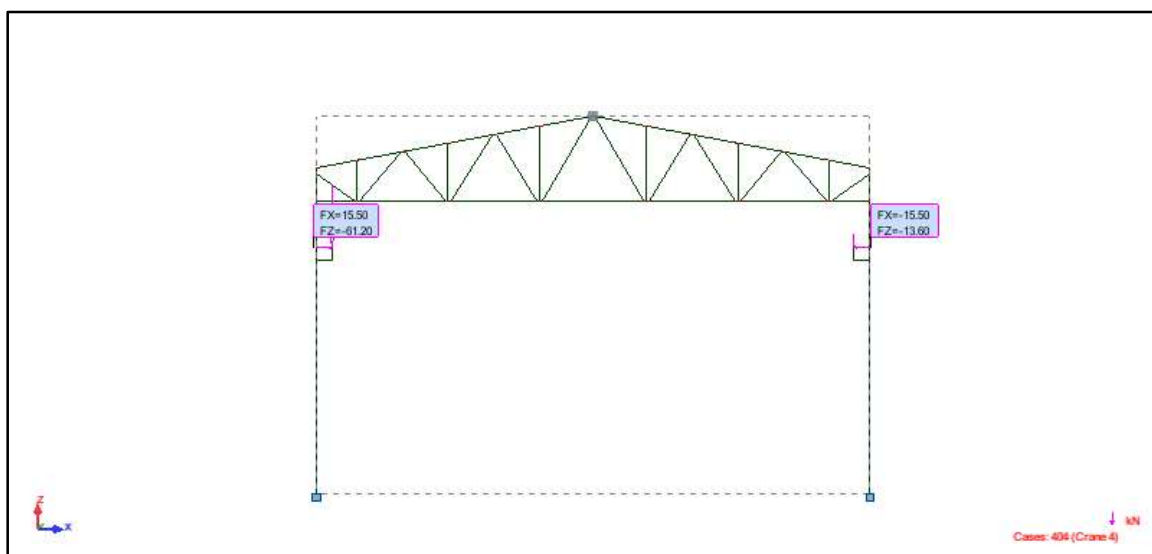 FX=15.50
FZ=-61.20
FX=-15.50
FZ=-13.60
Z
X
kN
Cases: 404 (Crane 4)